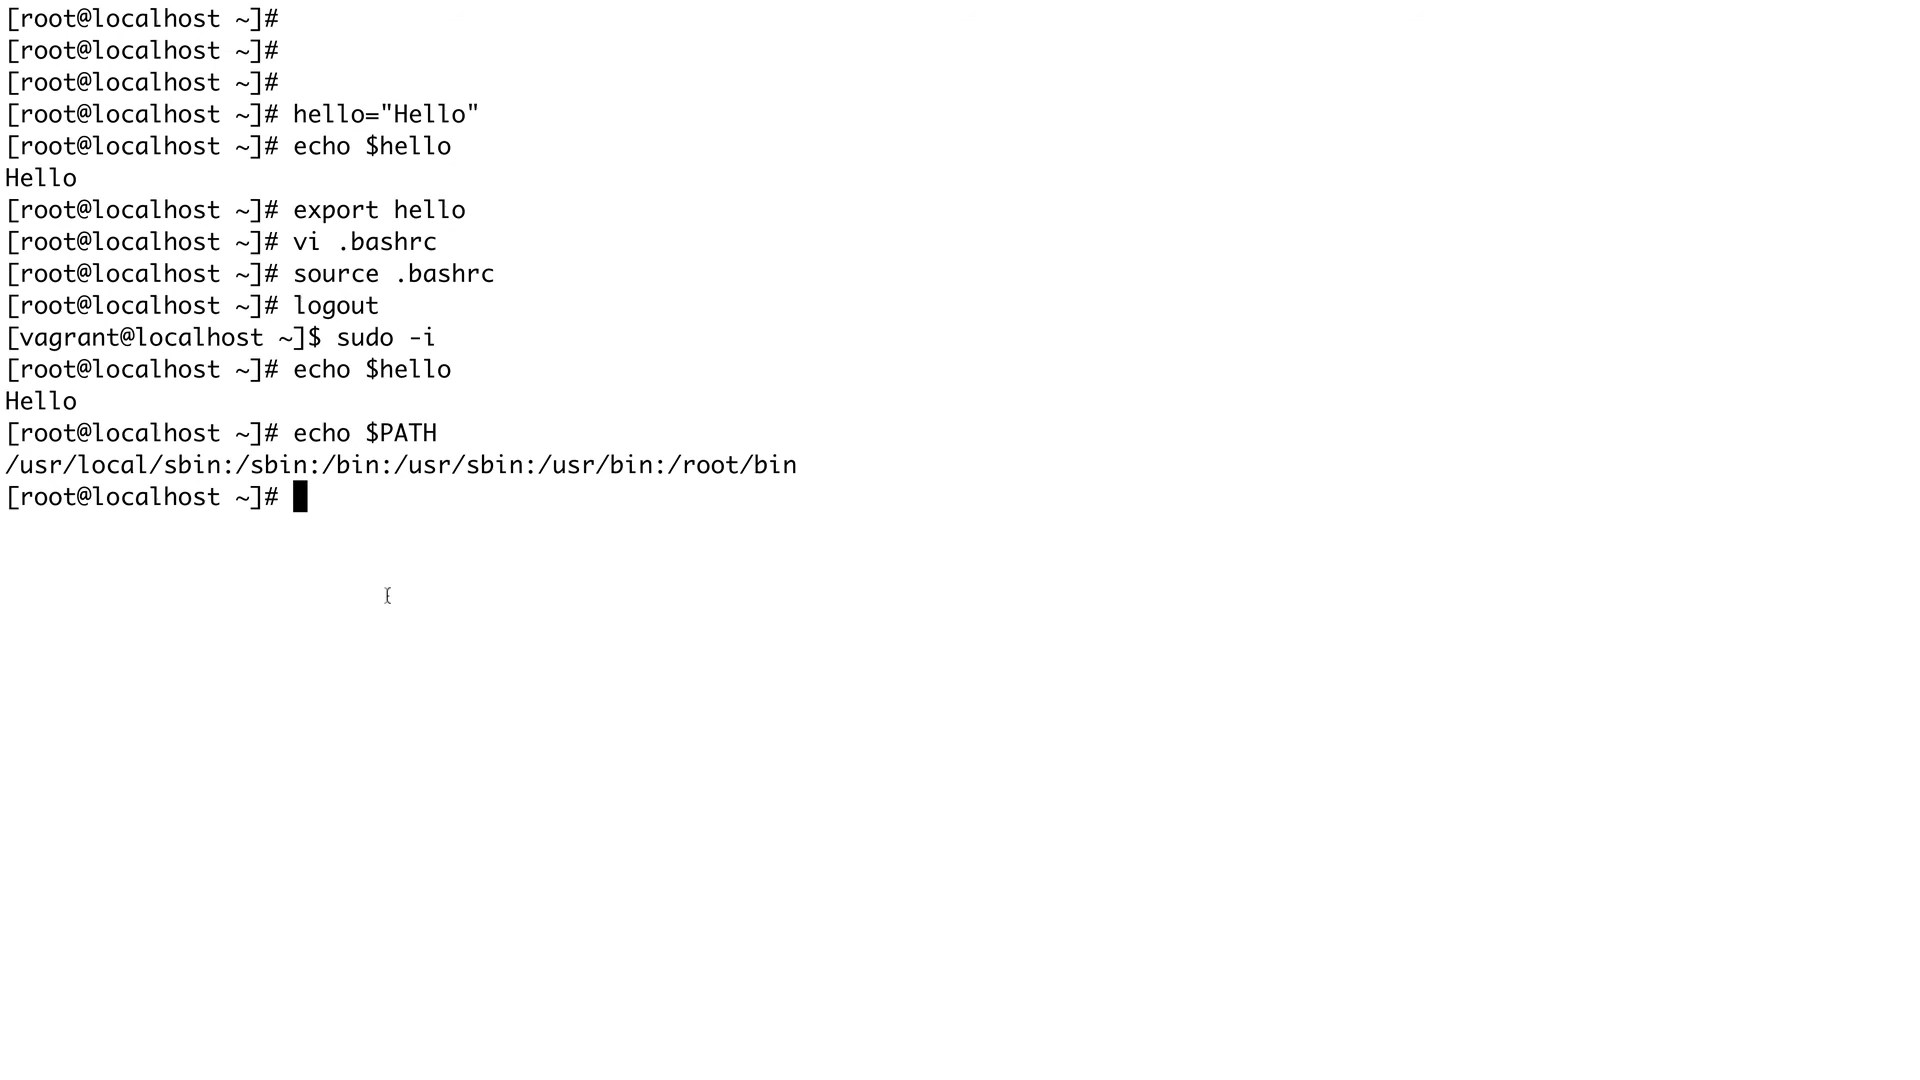 [root@localhost ~]#
[root@localhost ~]#
[root@localhost ~]#
[root@localhost ~]# hello="Hello"
[root@localhost ~]# echo $hello
Hello
[root@localhost ~]# export hello
[root@localhost ~]# vi .bashrc
[root@localhost ~]# source .bashrc
[root@localhost ~]# logout
[vagrant@localhost ~]$ sudo -i
[root@localhost ~]# echo $hello
Hello
[root@localhost ~]# echo $PATH
/usr/local/sbin:/sbin:/bin:/usr/sbin:/usr/bin:/root/bin
[root@localhost ~]#